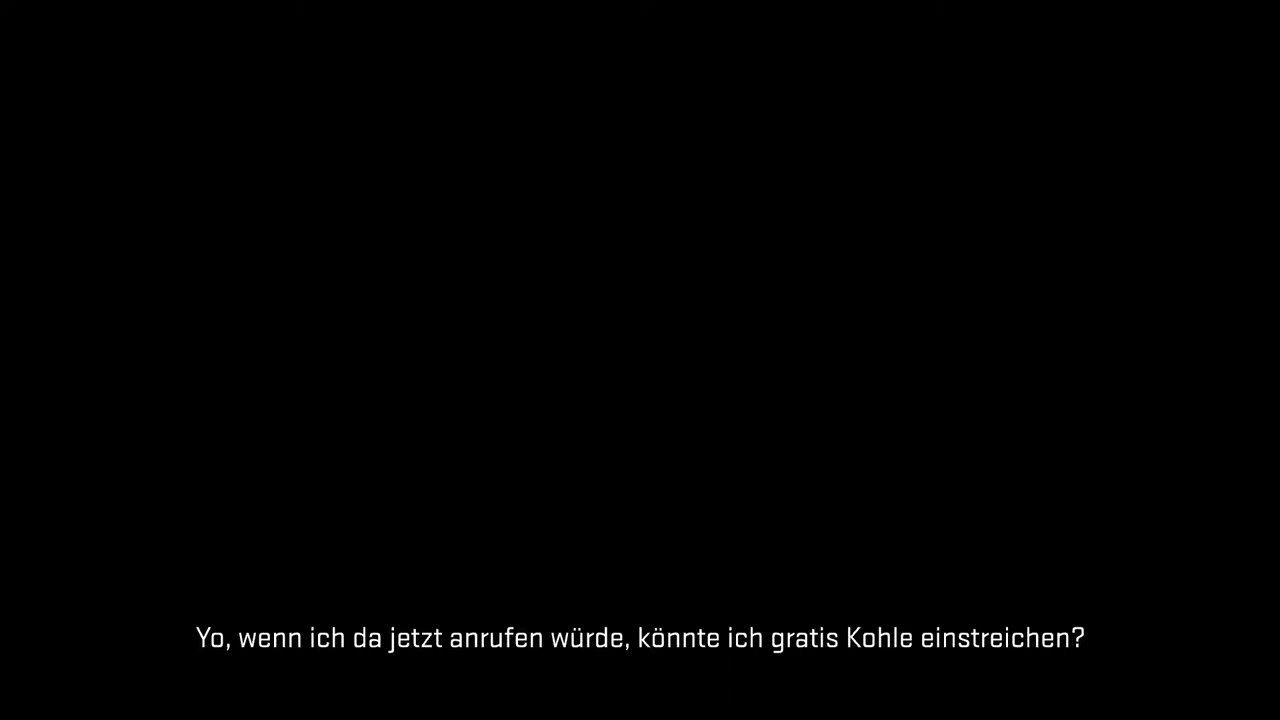 Yo, wenn ich da jetzt anrufen würde, könnte ich gratis Kohle einstreichen?